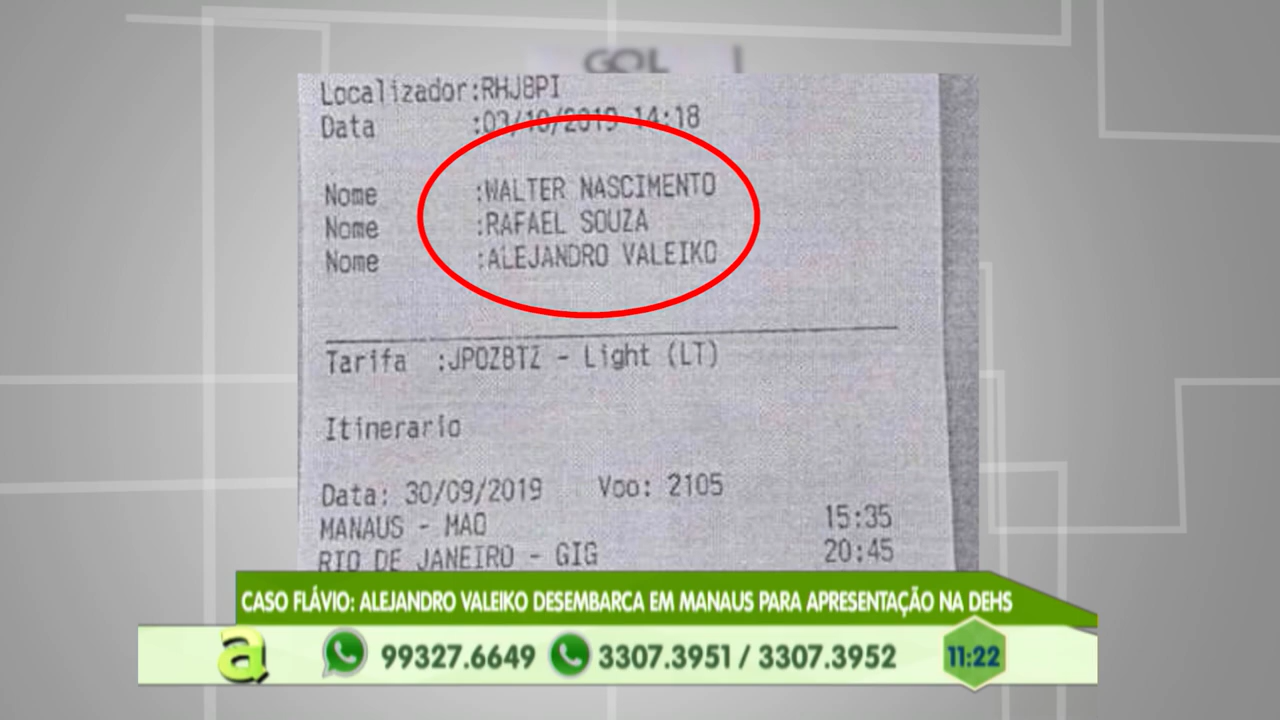 GOL
Localizador:RHJBPI
Data :03/10/2019 14:18
Nome :WALTER NASCIMENTO
Nome :RAFAEL SOUZA
Nome :ALEJANDRO VALEIKO
Tarifa :JPOZBTZ - Light (LT)
Itinerario
Data: 30/09/2019 Voo: 2105
MANAUS - MAO 15:35
RIO DE JANEIRO - GIG 20:45
CASO FLÁVIO: ALEJANDRO VALEIKO DESEMBARCA EM MANAUS PARA APRESENTAÇÃO NA DEHS
a 99327.6649 3307.3951 / 3307.3952 11:22